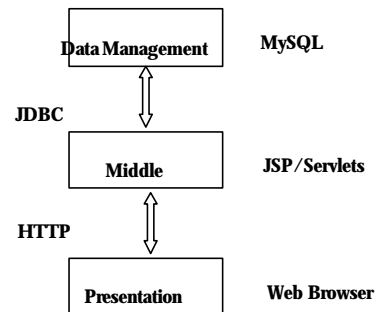 Data Management MySQL
JDBC
Middle JSP/Servlets
HTTP
Presentation Web Browser